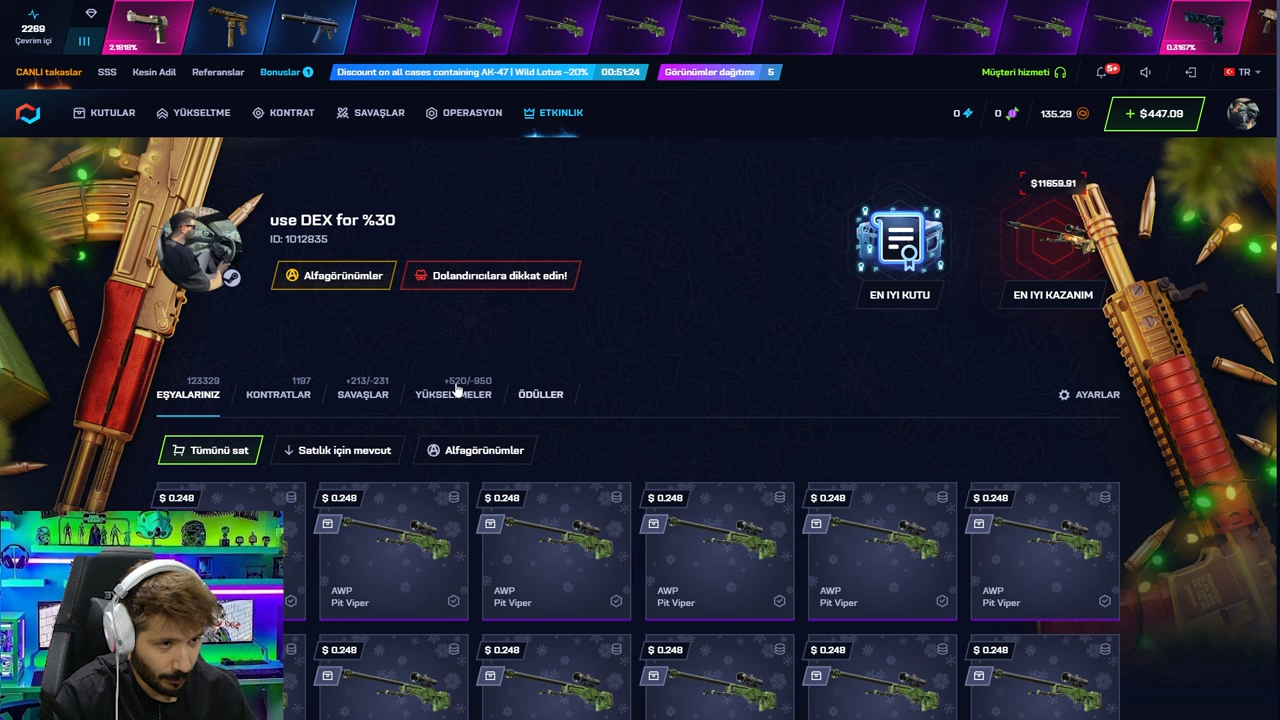 2269
Çevrim içi
2.1818%
0.3167%
CANLI takaslar
SSS
Kesin Adil
Referanslar
Bonuslar 1
Discount on all cases containing AK-47 | Wild Lotus –20% 00:51:24
Görünümler dağıtımı 5
Müşteri hizmeti
5+
TR
KUTULAR
YÜKSELTME
KONTRAT
SAVAŞLAR
OPERASYON
ETKINLIK
0
0
135.29
+ $447.09
use DEX for %30
ID: 1012835
Alfagörünümler
Dolandırıcılara dikkat edin!
$11659.91
EN IYI KUTU
EN IYI KAZANIM
123329
EŞYALARINIZ
1197
KONTRATLAR
+213/-231
SAVAŞLAR
+520/-950
YÜKSELTMELER
ÖDÜLLER
AYARLAR
Tümünü sat
Satılık için mevcut
Alfagörünümler
$ 0.248
$ 0.248
$ 0.248
$ 0.248
$ 0.248
$ 0.248
AWP
Pit Viper
AWP
Pit Viper
AWP
Pit Viper
AWP
Pit Viper
AWP
Pit Viper
$ 0.248
$ 0.248
$ 0.248
$ 0.248
$ 0.248